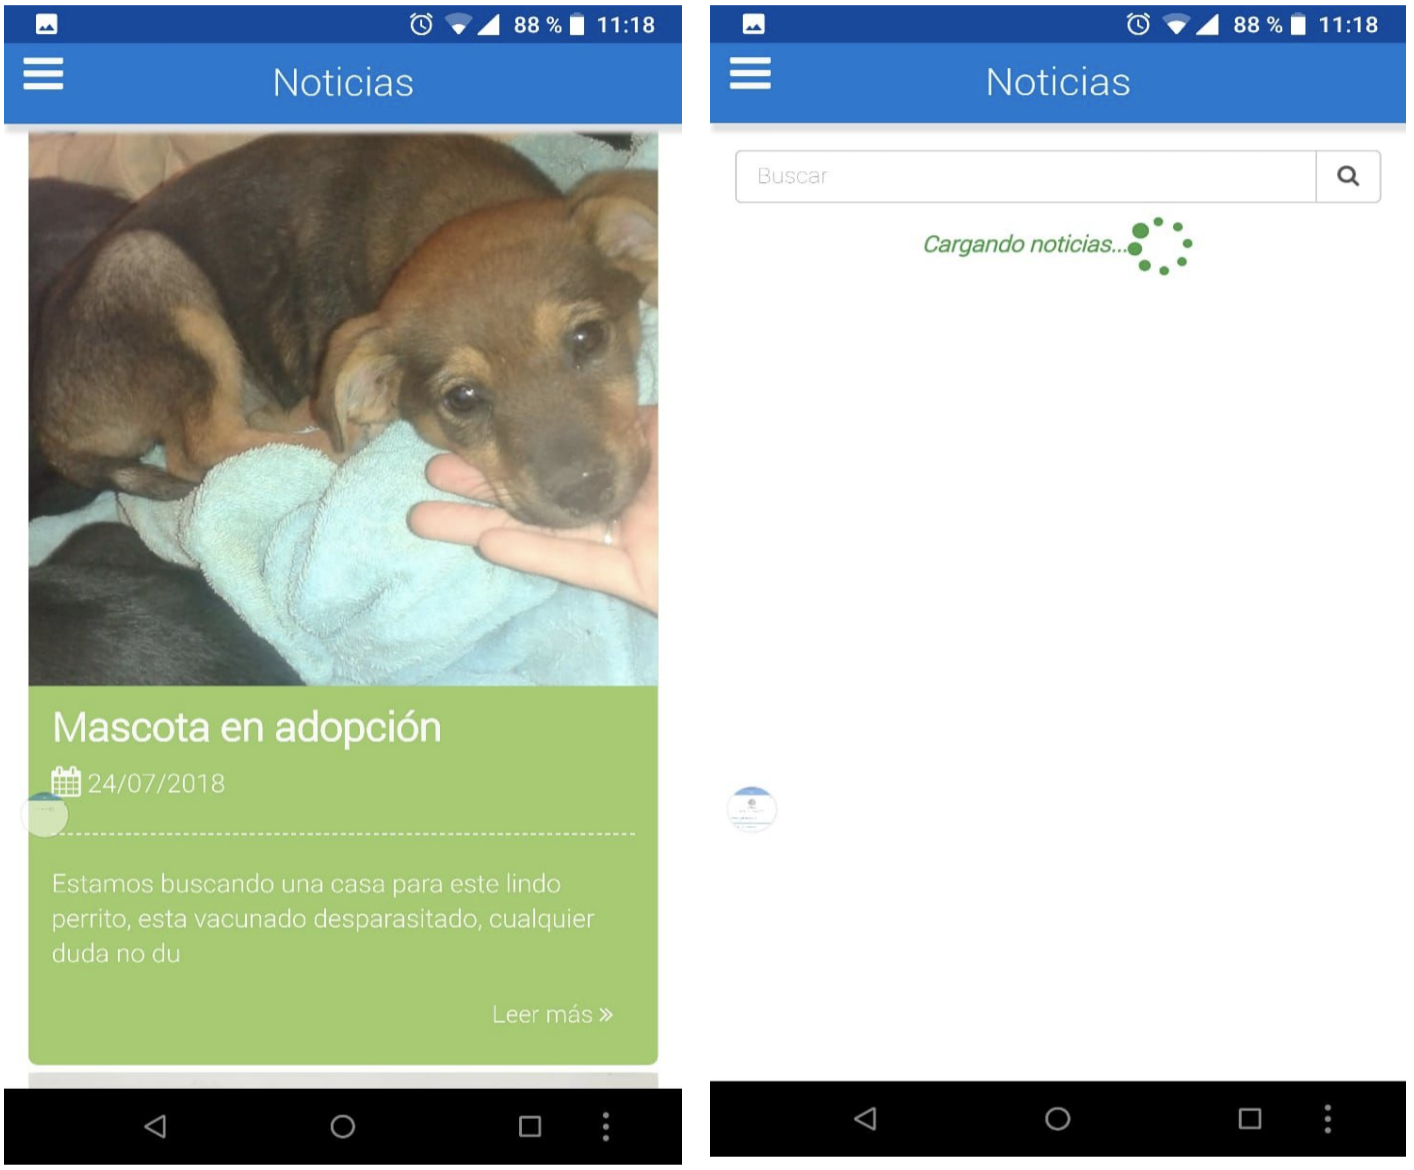 88 % 11:18
Noticias
Mascota en adopción
24/07/2018
Estamos buscando una casa para este lindo
perrito, esta vacunado desparasitado, cualquier
duda no du
Leer más »
88 % 11:18
Noticias
Buscar
Cargando noticias...